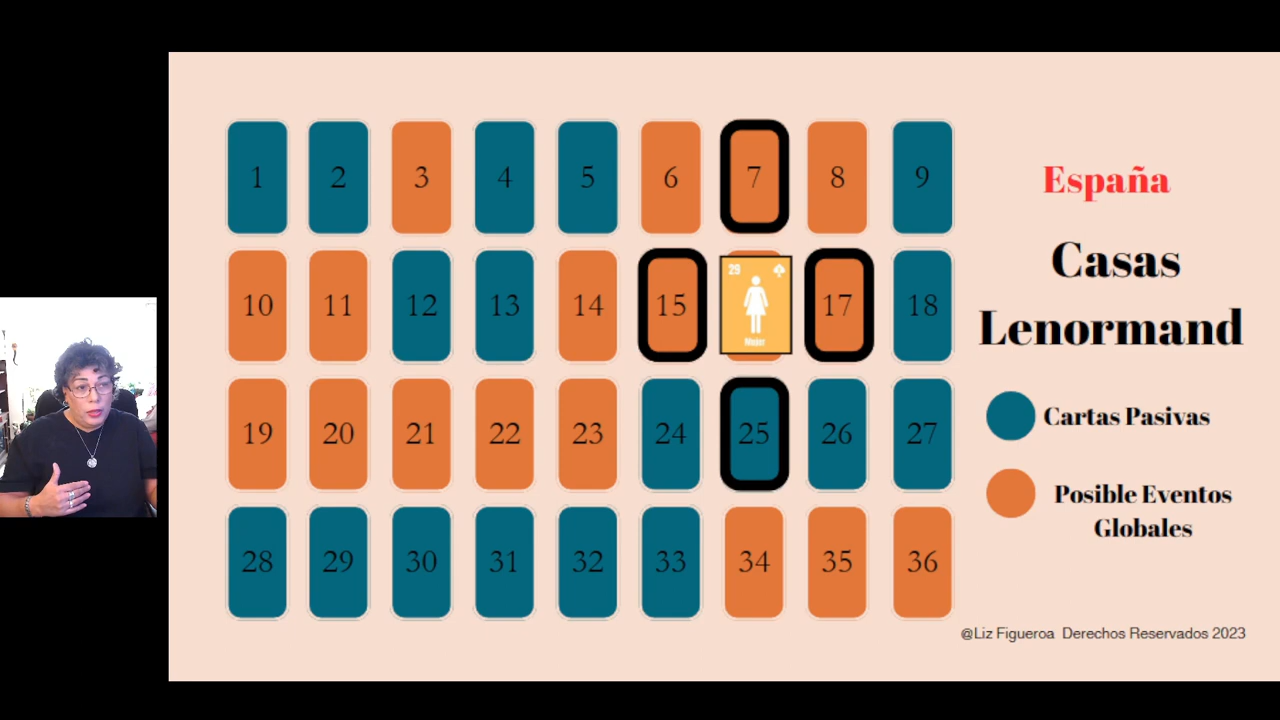 1 2 3 4 5 6 7 8 9
España
Casas
Lenormand
10 11 12 13 14 15 29 Mujer 17 18
Cartas Pasivas
19 20 21 22 23 24 25 26 27
Posible Eventos
Globales
28 29 30 31 32 33 34 35 36
@Liz Figueroa Derechos Reservados 2023